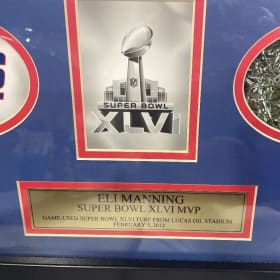 SUPER BOWL
XLVI
ELI MANNING
SUPER BOWL XLVI MVP
GAME-USED SUPER BOWL XLVI TURF FROM LUCAS OIL STADIUM
FEBRUARY 5, 2012